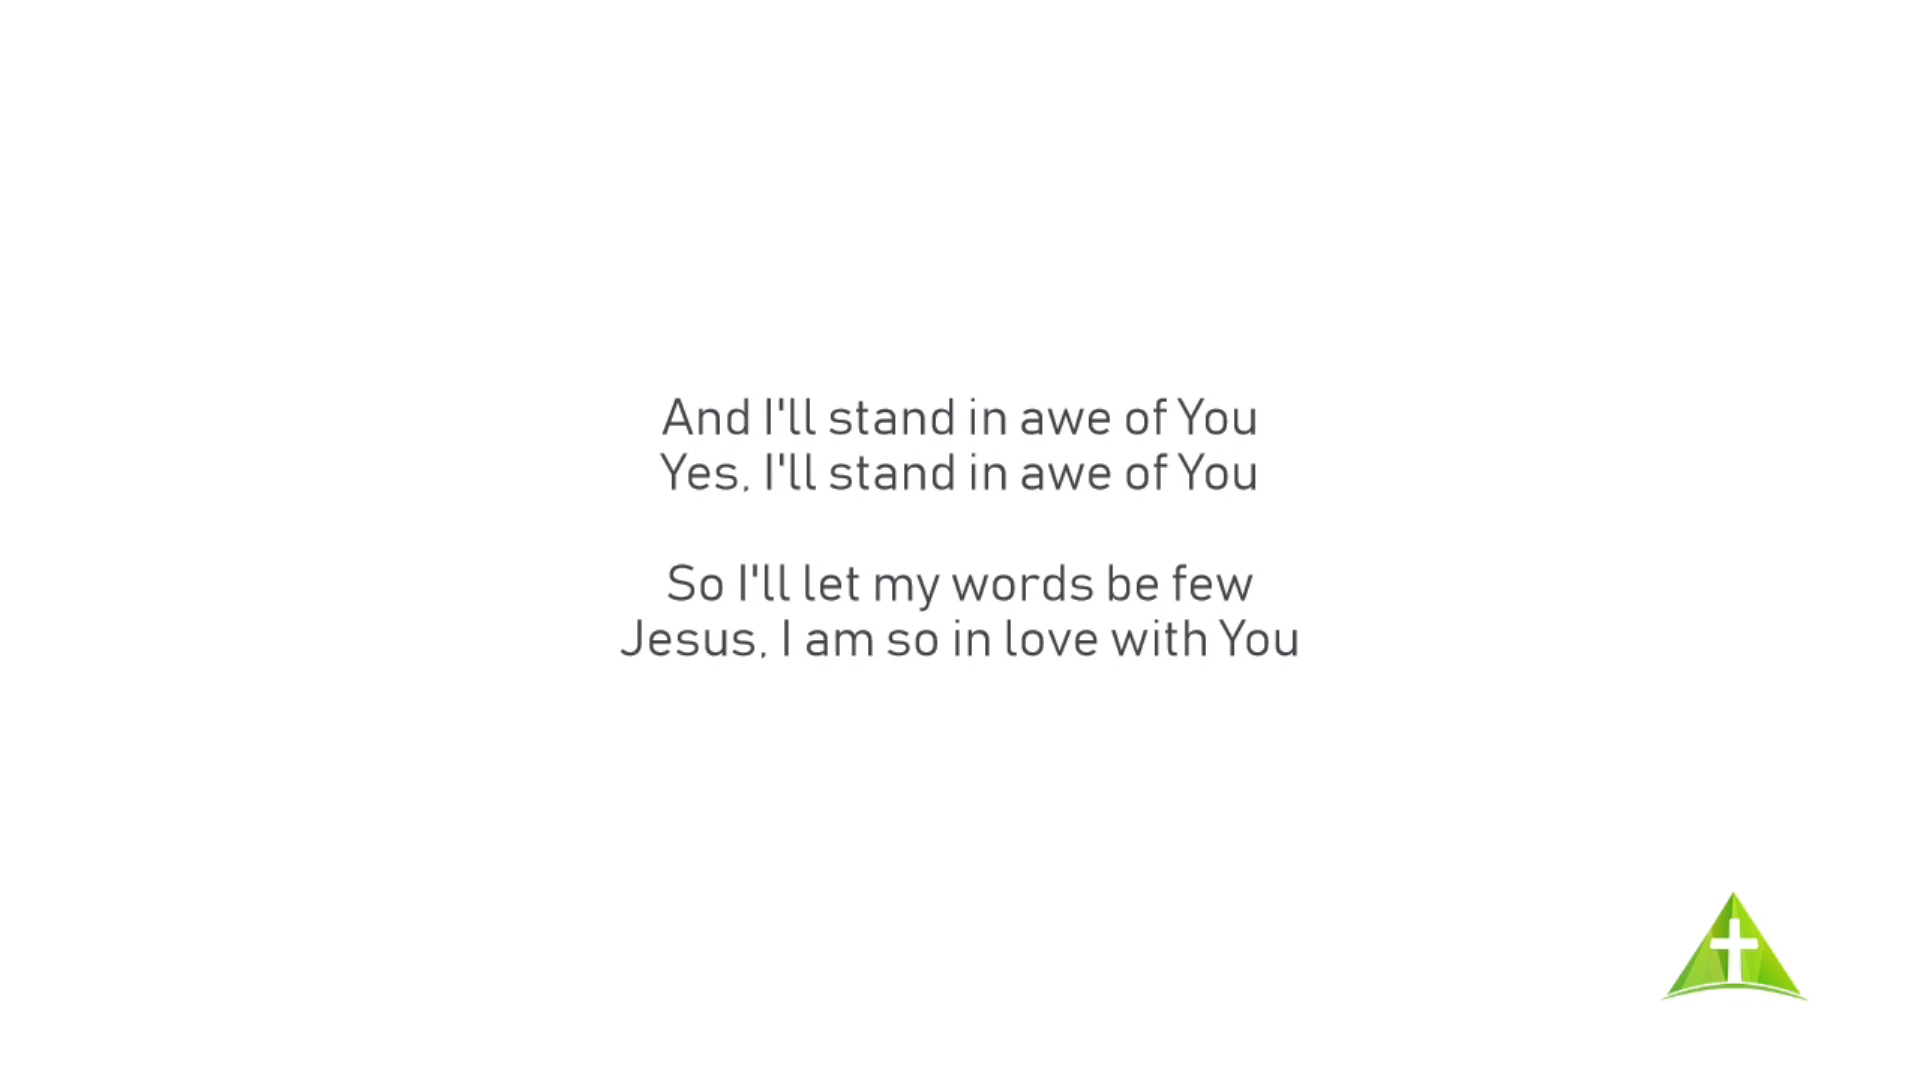 And I'll stand in awe of You
Yes, I'll stand in awe of You
So I'll let my words be few
Jesus, I am so in love with You